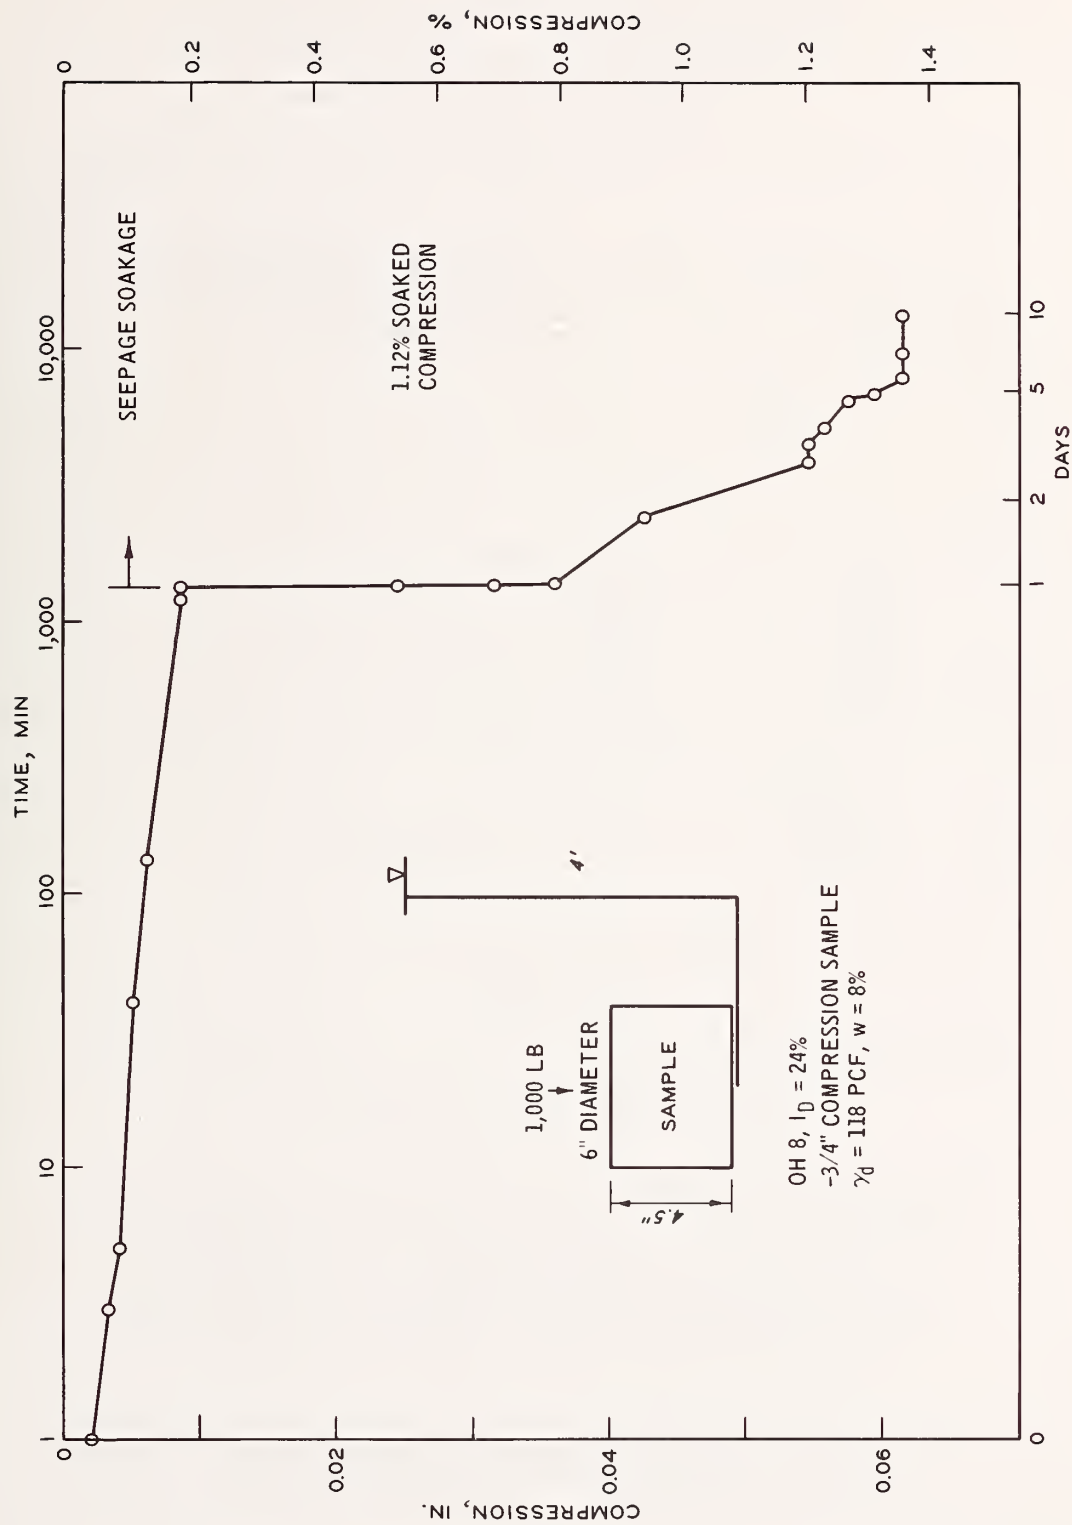 TIME, MIN
1
10
100
1,000
10,000
COMPRESSION, IN.
0
0.02
0.04
0.06
COMPRESSION, %
0
0.2
0.4
0.6
0.8
1.0
1.2
1.4
SEEPAGE SOAKAGE
1.12% SOAKED
COMPRESSION
1,000 LB
6" DIAMETER
SAMPLE
4.5"
4'
OH 8, I_D = 24%
-3/4" COMPRESSION SAMPLE
γd = 118 PCF, w = 8%
0
1
2
5
10
DAYS